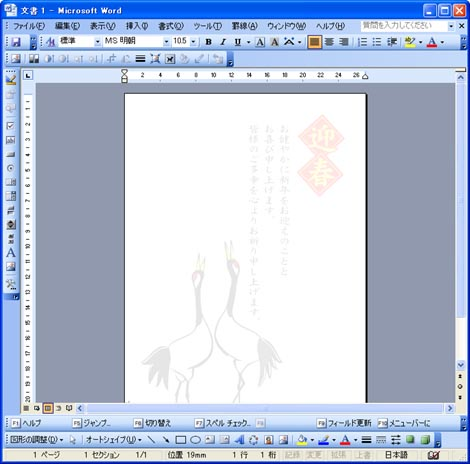 文書 1 - Microsoft Word
ファイル(F) 編集(E) 表示(V) 挿入(I) 書式(O) ツール(T) 罫線(A) ウィンドウ(W) ヘルプ(H) 質問を入力してください
標準 MS 明朝 10.5 B I U A A A
L 2 4 6 8 10 12 14 16 18 20 22 24 26
迎春
お健やかに新年をお迎えのことと
お喜び申し上げます。
皆様のご多幸を心よりお祈り申し上げます。
F1 ヘルプ F5 ジャンプ... F6 切り替え F7 スペル チェック... F8 F9 フィールド更新 F10 メニューバーに
図形の調整(D) オートシェイプ(U)
1 ページ 1 セクション 1/1 位置 19mm 1 行 1 桁 記録 変更 拡張 上書 日本語